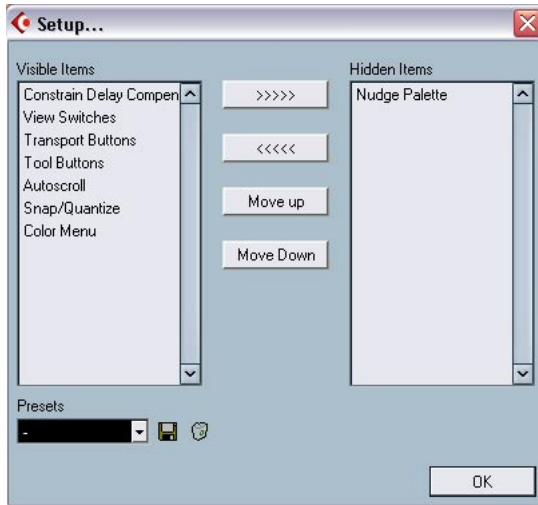 Setup...
Visible Items
Constrain Delay Compen
View Switches
Transport Buttons
Tool Buttons
Autoscroll
Snap/Quantize
Color Menu
>>>>>
<<<<<
Move up
Move Down
Hidden Items
Nudge Palette
Presets
-
OK